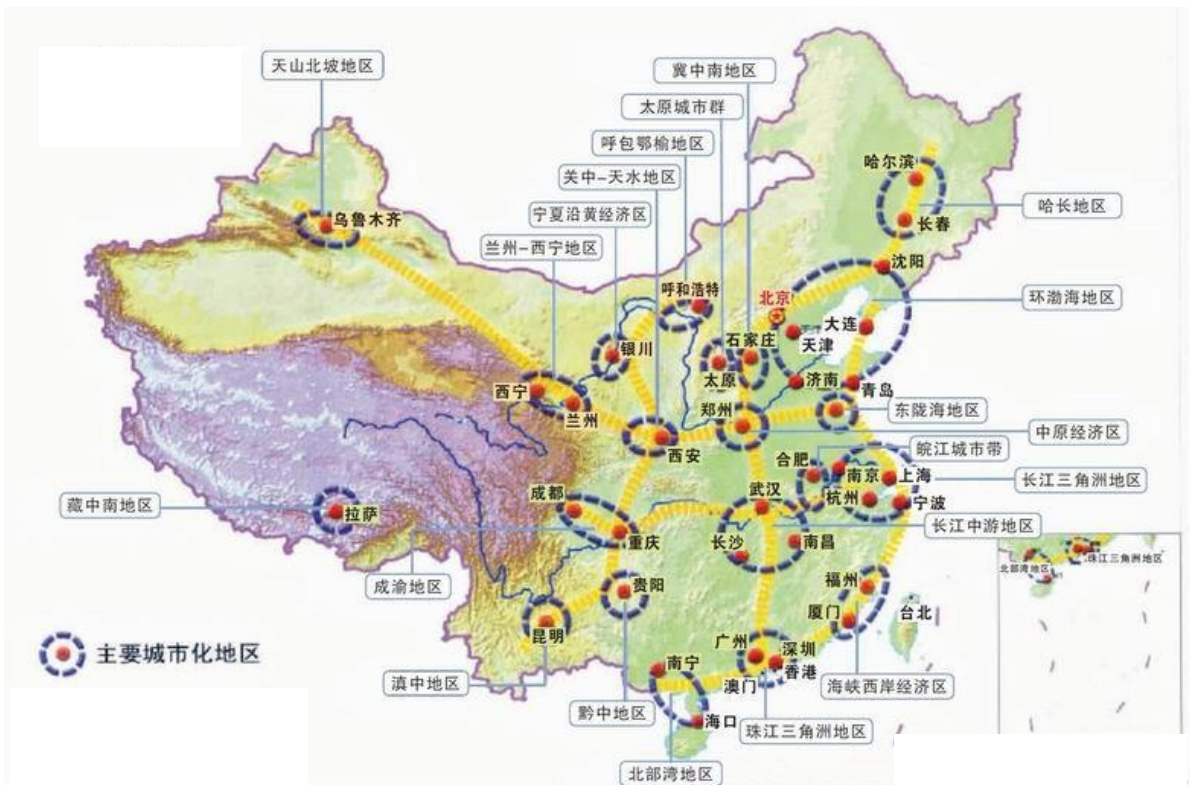 天山北坡地区
冀中南地区
太原城市群
呼包鄂榆地区
关中-天水地区
宁夏沿黄经济区
兰州-西宁地区
哈尔滨
长春
哈长地区
乌鲁木齐
沈阳
环渤海地区
呼和浩特
北京
大连
天津
石家庄
银川
太原
济南
青岛
西宁
兰州
郑州
东陇海地区
中原经济区
西安
合肥
皖江城市带
南京
上海
长江三角洲地区
杭州
宁波
藏中南地区
拉萨
成都
重庆
武汉
长沙
南昌
长江中游地区
成渝地区
贵阳
福州
厦门
台北
昆明
广州
深圳
香港
澳门
南宁
海口
滇中地区
黔中地区
海峡西岸经济区
珠江三角洲地区
北部湾地区
主要城市化地区
珠江三角洲地区
北部湾地区